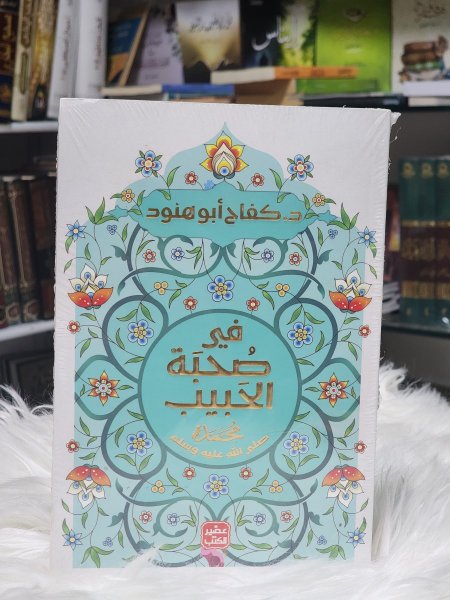 د. كفاح أبو هنود
في
صُحبَة
الحَبيب
محمد
صلى الله عليه وسلم
عصير
الكتب